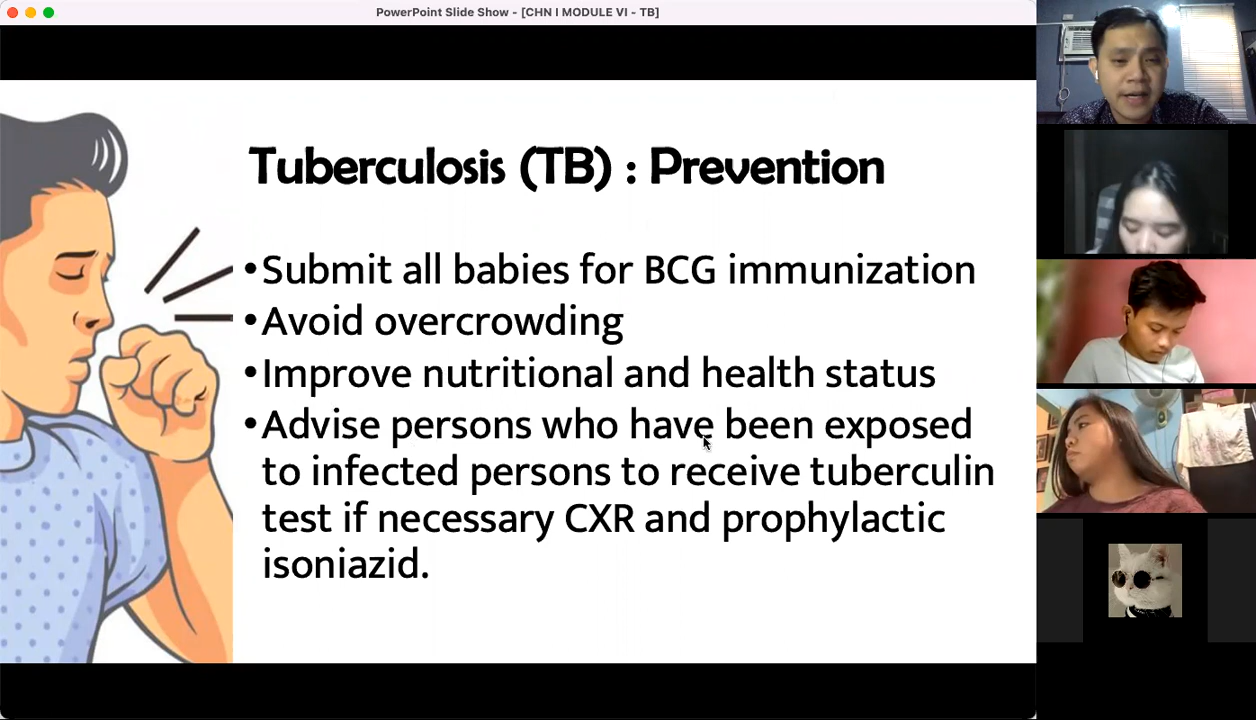 PowerPoint Slide Show - [CHN I MODULE VI - TB]
Tuberculosis (TB) : Prevention
•Submit all babies for BCG immunization
•Avoid overcrowding
•Improve nutritional and health status
•Advise persons who have been exposed
to infected persons to receive tuberculin
test if necessary CXR and prophylactic
isoniazid.